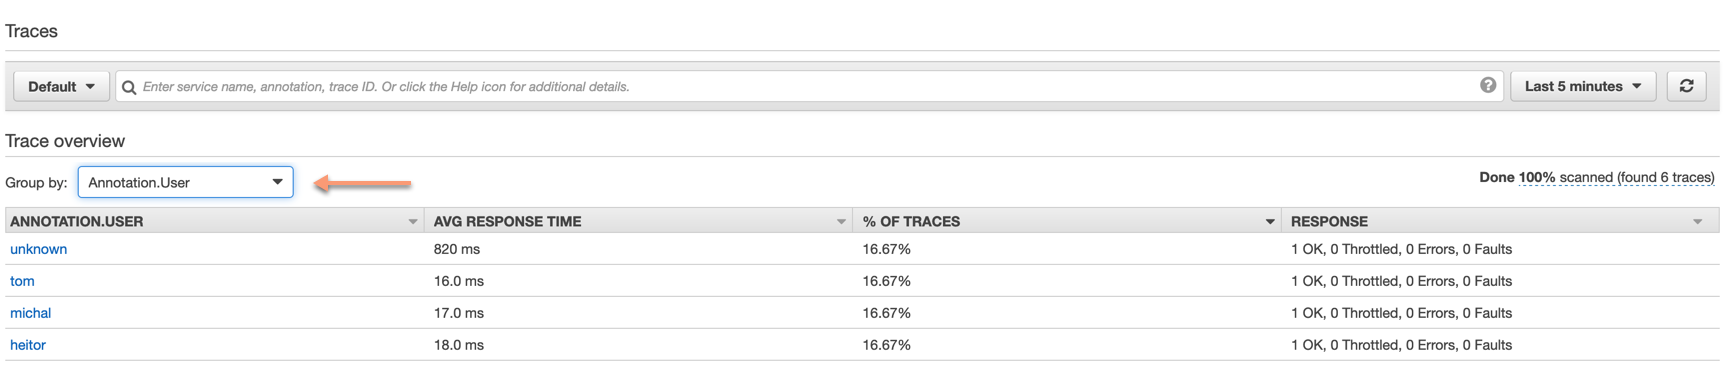 Traces
Default Enter service name, annotation, trace ID. Or click the Help icon for additional details. ? Last 5 minutes
Trace overview
Group by: Annotation.User Done 100% scanned (found 6 traces)
ANNOTATION.USER AVG RESPONSE TIME % OF TRACES RESPONSE
unknown 820 ms 16.67% 1 OK, 0 Throttled, 0 Errors, 0 Faults
tom 16.0 ms 16.67% 1 OK, 0 Throttled, 0 Errors, 0 Faults
michal 17.0 ms 16.67% 1 OK, 0 Throttled, 0 Errors, 0 Faults
heitor 18.0 ms 16.67% 1 OK, 0 Throttled, 0 Errors, 0 Faults